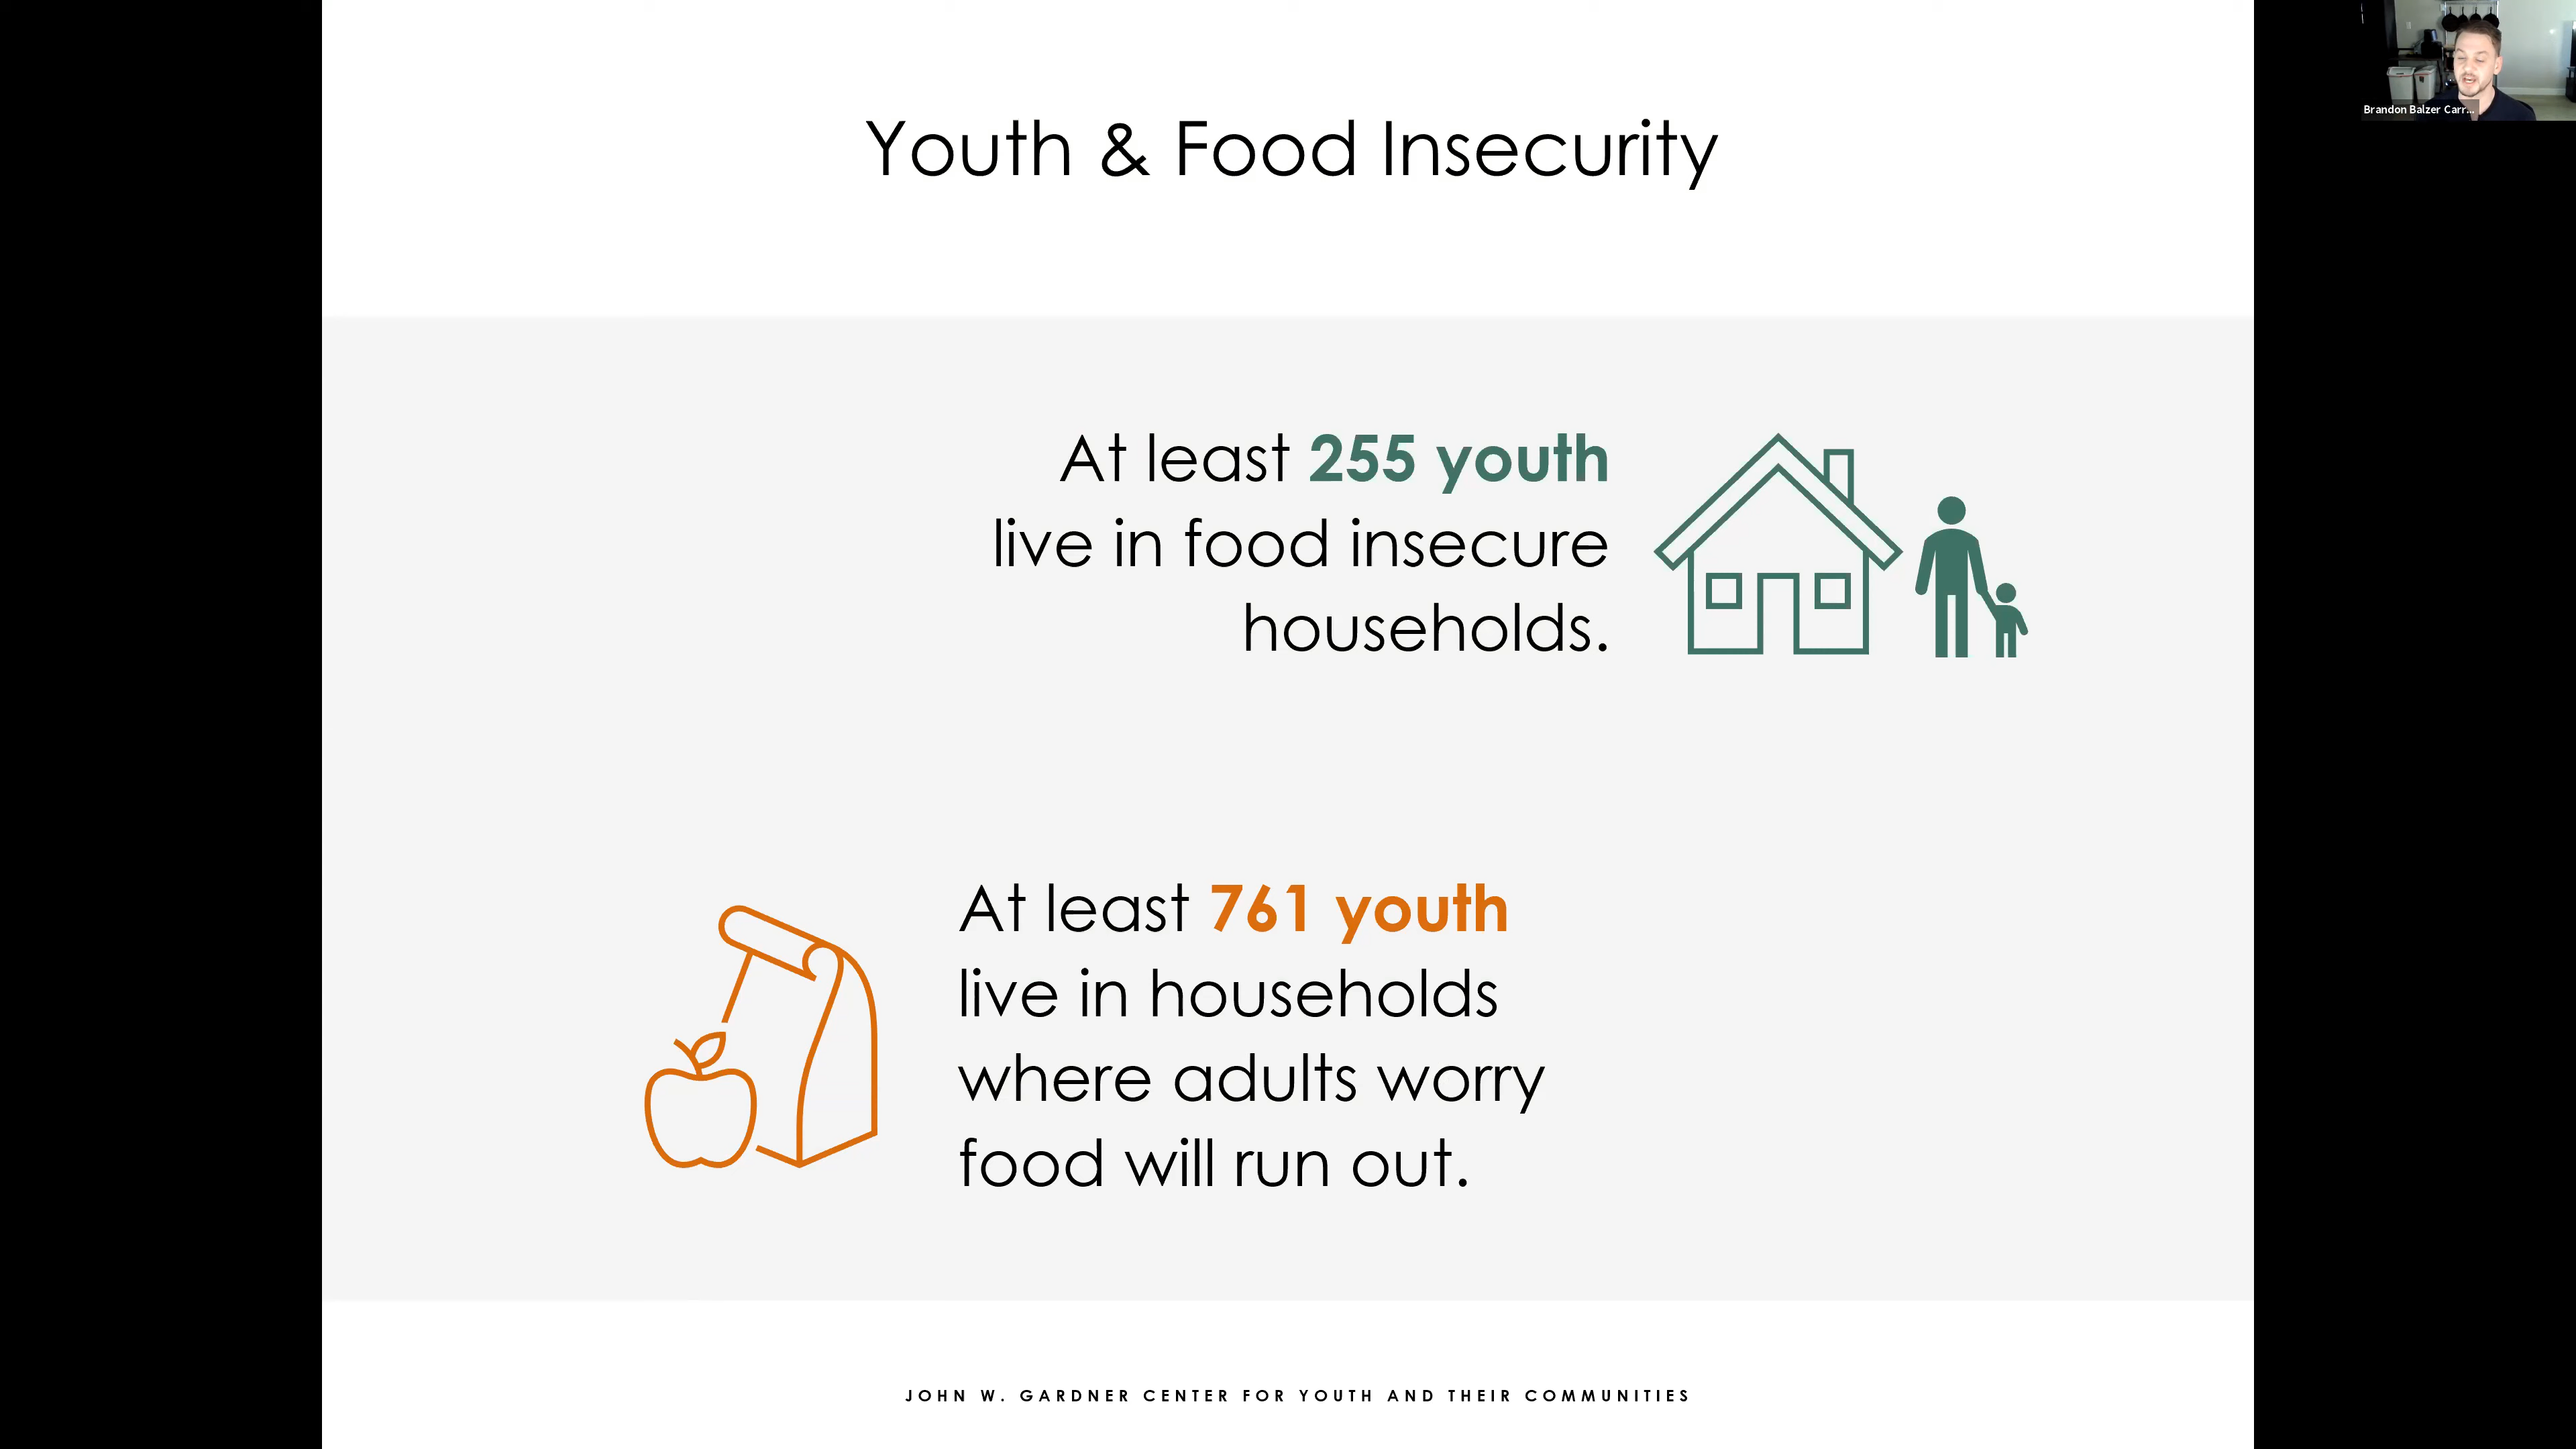 Youth & Food Insecurity
Brandon Balzer Carr...
At least 255 youth
live in food insecure
households.
At least 761 youth
live in households
where adults worry
food will run out.
JOHN W. GARDNER CENTER FOR YOUTH AND THEIR COMMUNITIES